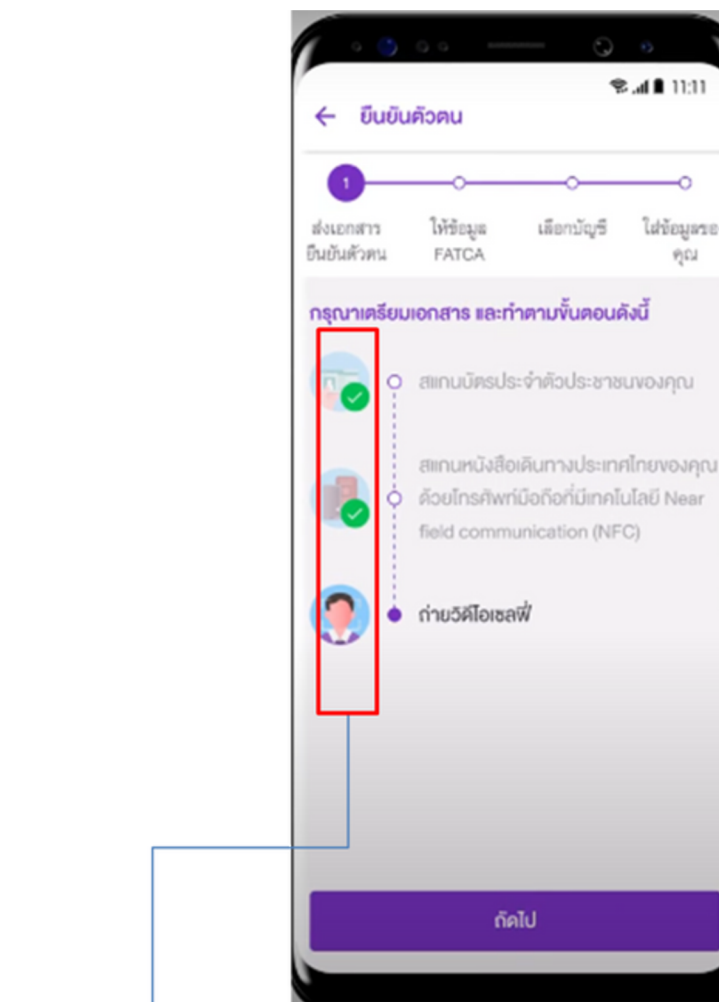 11:11
ยืนยันตัวตน
1
ส่งเอกสาร
ยืนยันตัวตน
ให้ข้อมูล
FATCA
เลือกบัญชี
ใส่ข้อมูลขอ
คุณ
กรุณาเตรียมเอกสาร และทำตามขั้นตอนดังนี้
สแกนบัตรประจำตัวประชาชนของคุณ
สแกนหนังสือเดินทางประเทศไทยของคุณ
ด้วยโทรศัพท์มือถือที่มีเทคโนโลยี Near
field communication (NFC)
ถ่ายวิดีโอเซลฟี่
ถัดไป